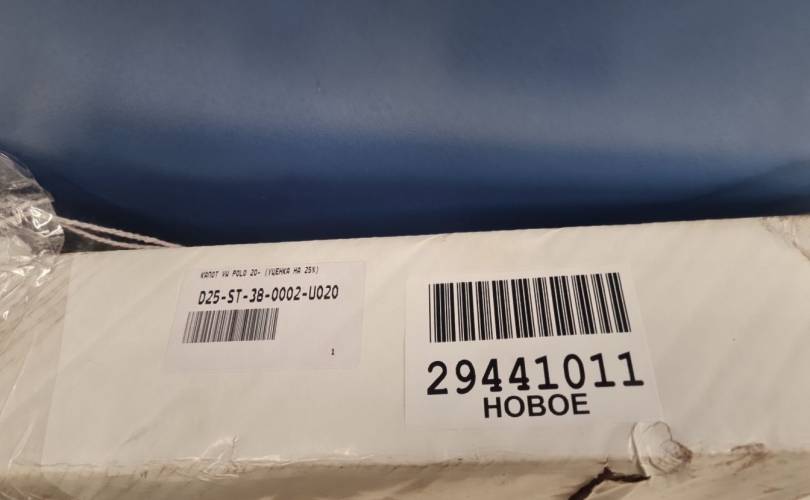 КАПОТ VW POLO 20- (УЦЕНКА НА 25%)
D25-ST-38-0002-U020
1
29441011
НОВОЕ